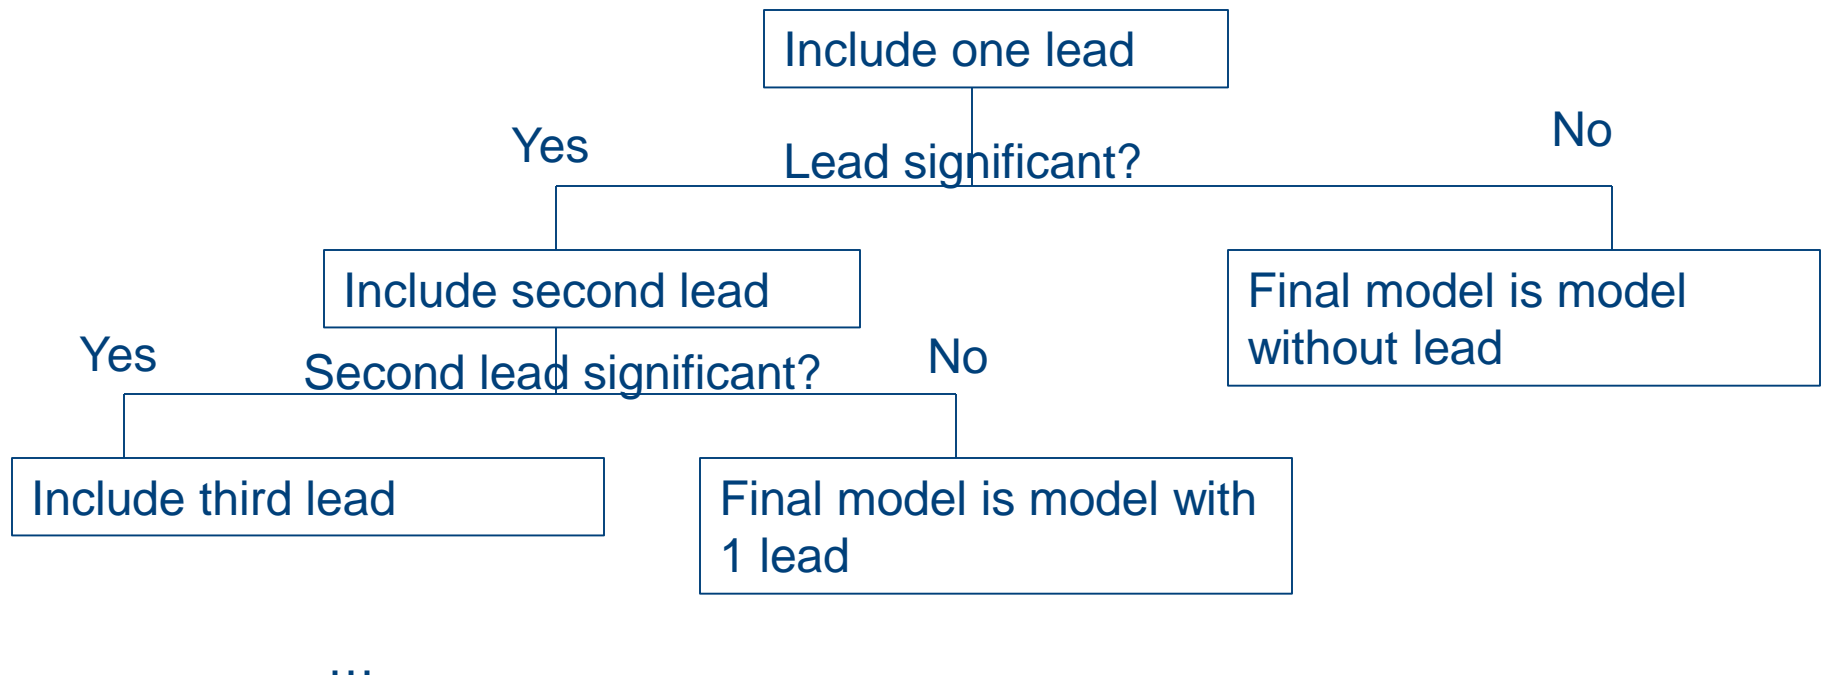 Include one lead
Yes
Lead significant?
No
Include second lead
Final model is model
without lead
Yes
Second lead significant?
No
Include third lead
Final model is model with
1 lead
...